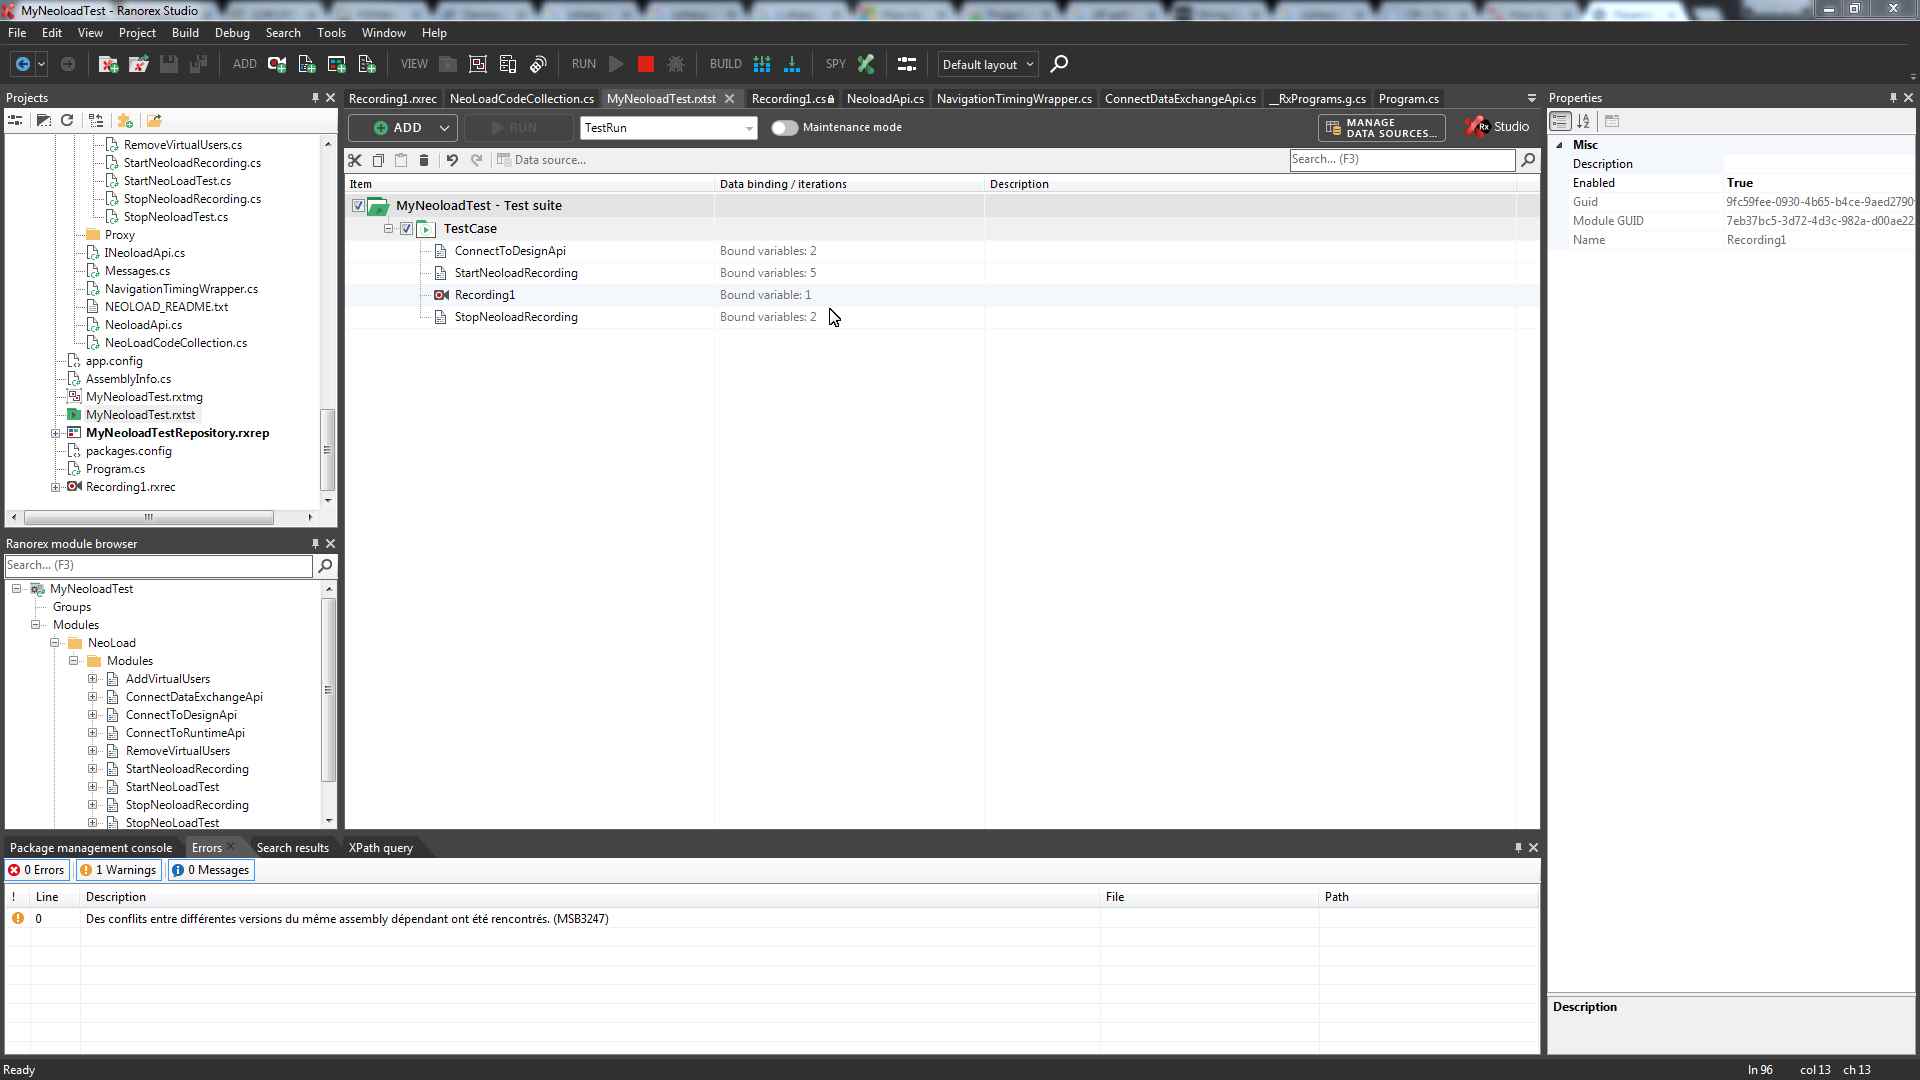 MyNeoloadTest - Ranorex Studio
File Edit View Project Build Debug Search Tools Window Help
ADD VIEW RUN BUILD SPY Default layout
Projects
RemoveVirtualUsers.cs
StartNeoloadRecording.cs
StartNeoLoadTest.cs
StopNeoloadRecording.cs
StopNeoloadTest.cs
Proxy
INeoloadApi.cs
Messages.cs
NavigationTimingWrapper.cs
NEOLOAD_README.txt
NeoloadApi.cs
NeoLoadCodeCollection.cs
app.config
AssemblyInfo.cs
MyNeoloadTest.rxtmg
MyNeoloadTest.rxtst
MyNeoloadTestRepository.rxrep
packages.config
Program.cs
Recording1.rxrec
Ranorex module browser
Search... (F3)
MyNeoloadTest
Groups
Modules
NeoLoad
Modules
AddVirtualUsers
ConnectDataExchangeApi
ConnectToDesignApi
ConnectToRuntimeApi
RemoveVirtualUsers
StartNeoloadRecording
StartNeoLoadTest
StopNeoloadRecording
StopNeoLoadTest
Recording1.rxrec NeoLoadCodeCollection.cs MyNeoloadTest.rxtst Recording1.cs NeoloadApi.cs NavigationTimingWrapper.cs ConnectDataExchangeApi.cs __RxPrograms.g.cs Program.cs
ADD RUN TestRun Maintenance mode MANAGE DATA SOURCES... Rx Studio
Data source... Search... (F3)
Item Data binding / iterations Description
MyNeoloadTest - Test suite
TestCase
ConnectToDesignApi Bound variables: 2
StartNeoloadRecording Bound variables: 5
Recording1 Bound variable: 1
StopNeoloadRecording Bound variables: 2
Properties
Misc
Description
Enabled True
Guid 9fc59fee-0930-4b65-b4ce-9aed2790
Module GUID 7eb37bc5-3d72-4d3c-982a-d00ae22
Name Recording1
Description
Package management console Errors Search results XPath query
0 Errors 1 Warnings 0 Messages
! Line Description File Path
0 Des conflits entre différentes versions du même assembly dépendant ont été rencontrés. (MSB3247)
Ready ln 96 col 13 ch 13